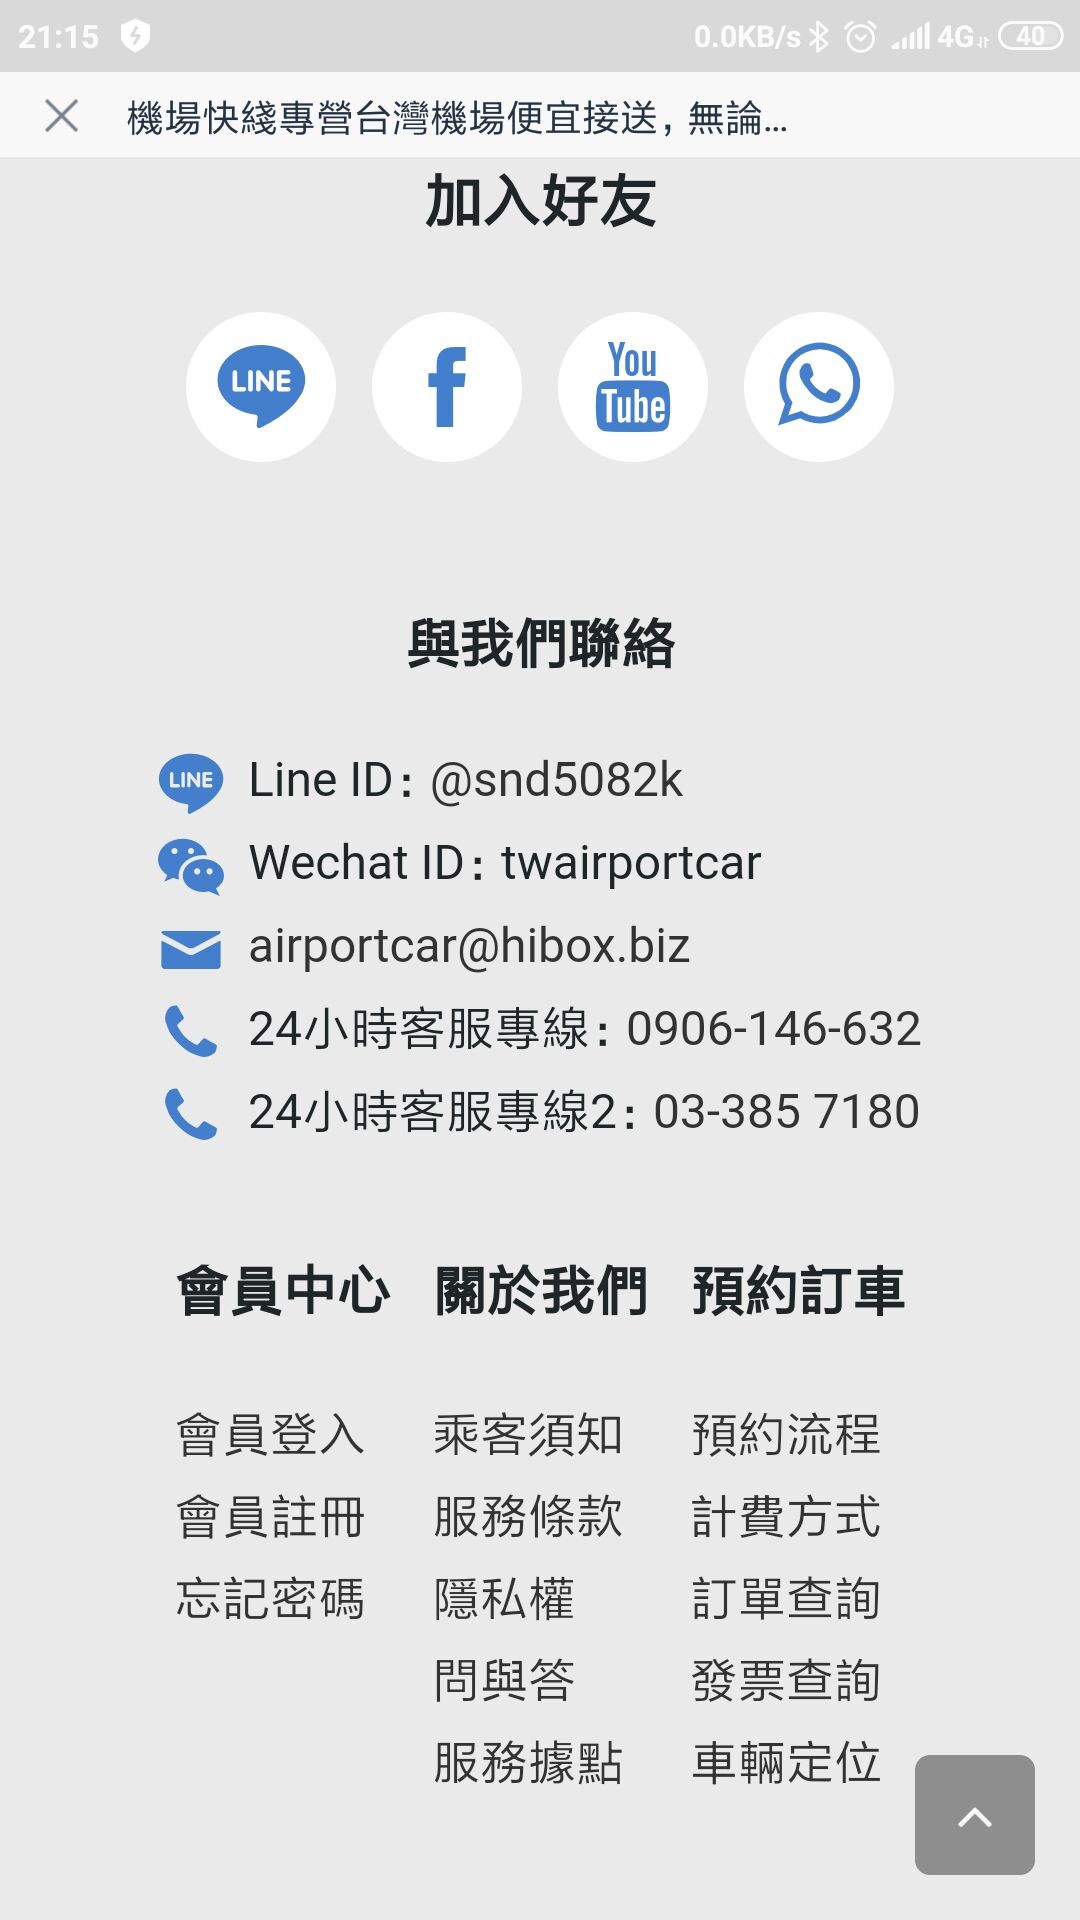 21:15
0.0KB/s 4G 40
機場快綫專營台灣機場便宜接送，無論...
加入好友
LINE
f
You
Tube
與我們聯絡
LINE Line ID：@snd5082k
Wechat ID：twairportcar
airportcar@hibox.biz
24小時客服專線：0906-146-632
24小時客服專線2：03-385 7180
會員中心 關於我們 預約訂車
會員登入 乘客須知 預約流程
會員註冊 服務條款 計費方式
忘記密碼 隱私權 訂單查詢
問與答 發票查詢
服務據點 車輛定位